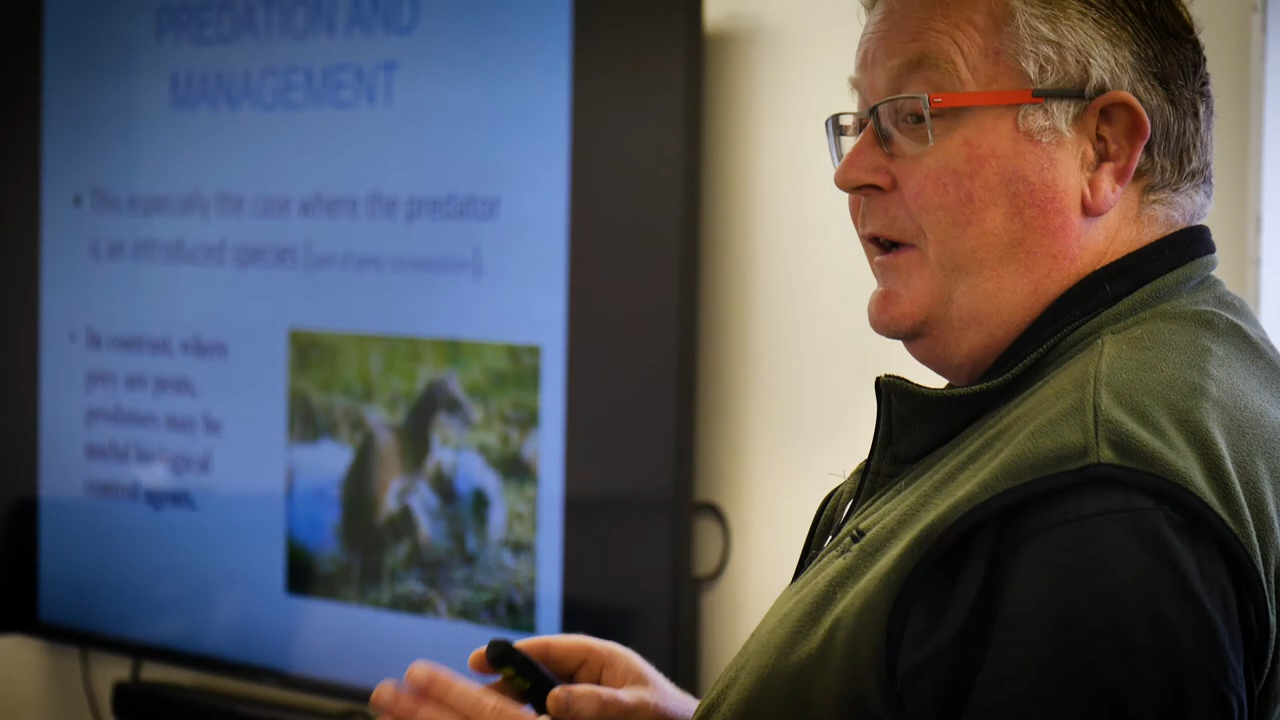 PREDATION AND
MANAGEMENT
• This especially the case where the predator
is an introduced species (
).
• In contrast, where
prey are pests,
predators may be
useful biological
control agents.